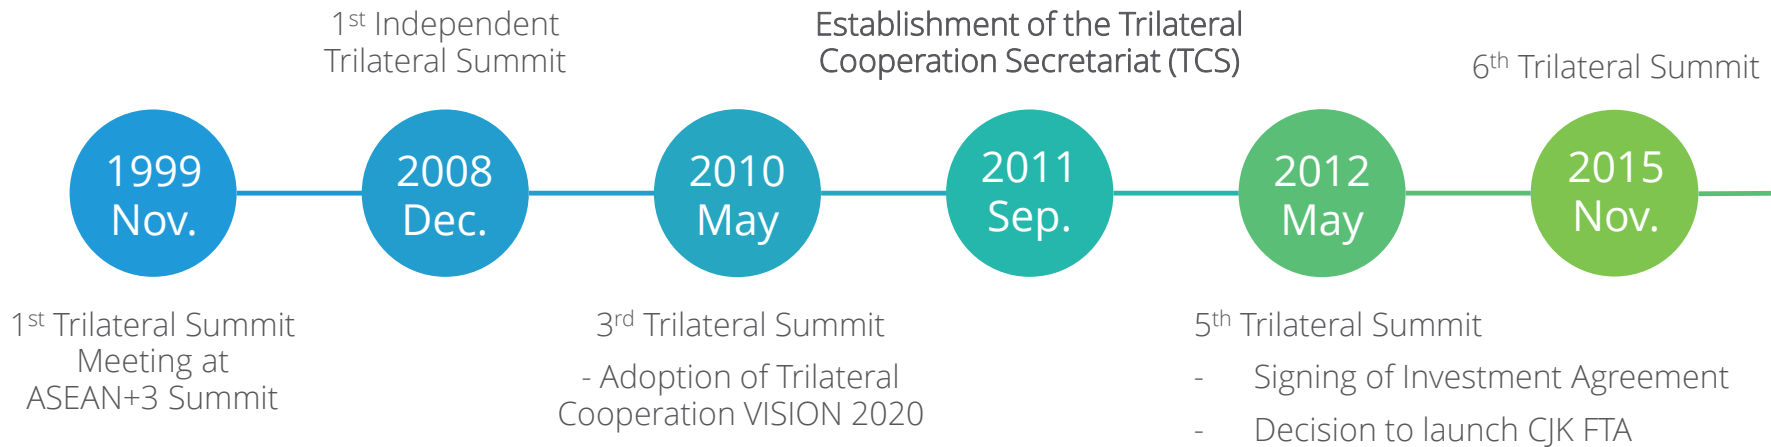 1st Independent
Trilateral Summit
Establishment of the Trilateral
Cooperation Secretariat (TCS)
6th Trilateral Summit
1999
Nov.
2008
Dec.
2010
May
2011
Sep.
2012
May
2015
Nov.
1st Trilateral Summit
Meeting at
ASEAN+3 Summit
3rd Trilateral Summit
- Adoption of Trilateral
Cooperation VISION 2020
5th Trilateral Summit
- Signing of Investment Agreement
- Decision to launch CJK FTA